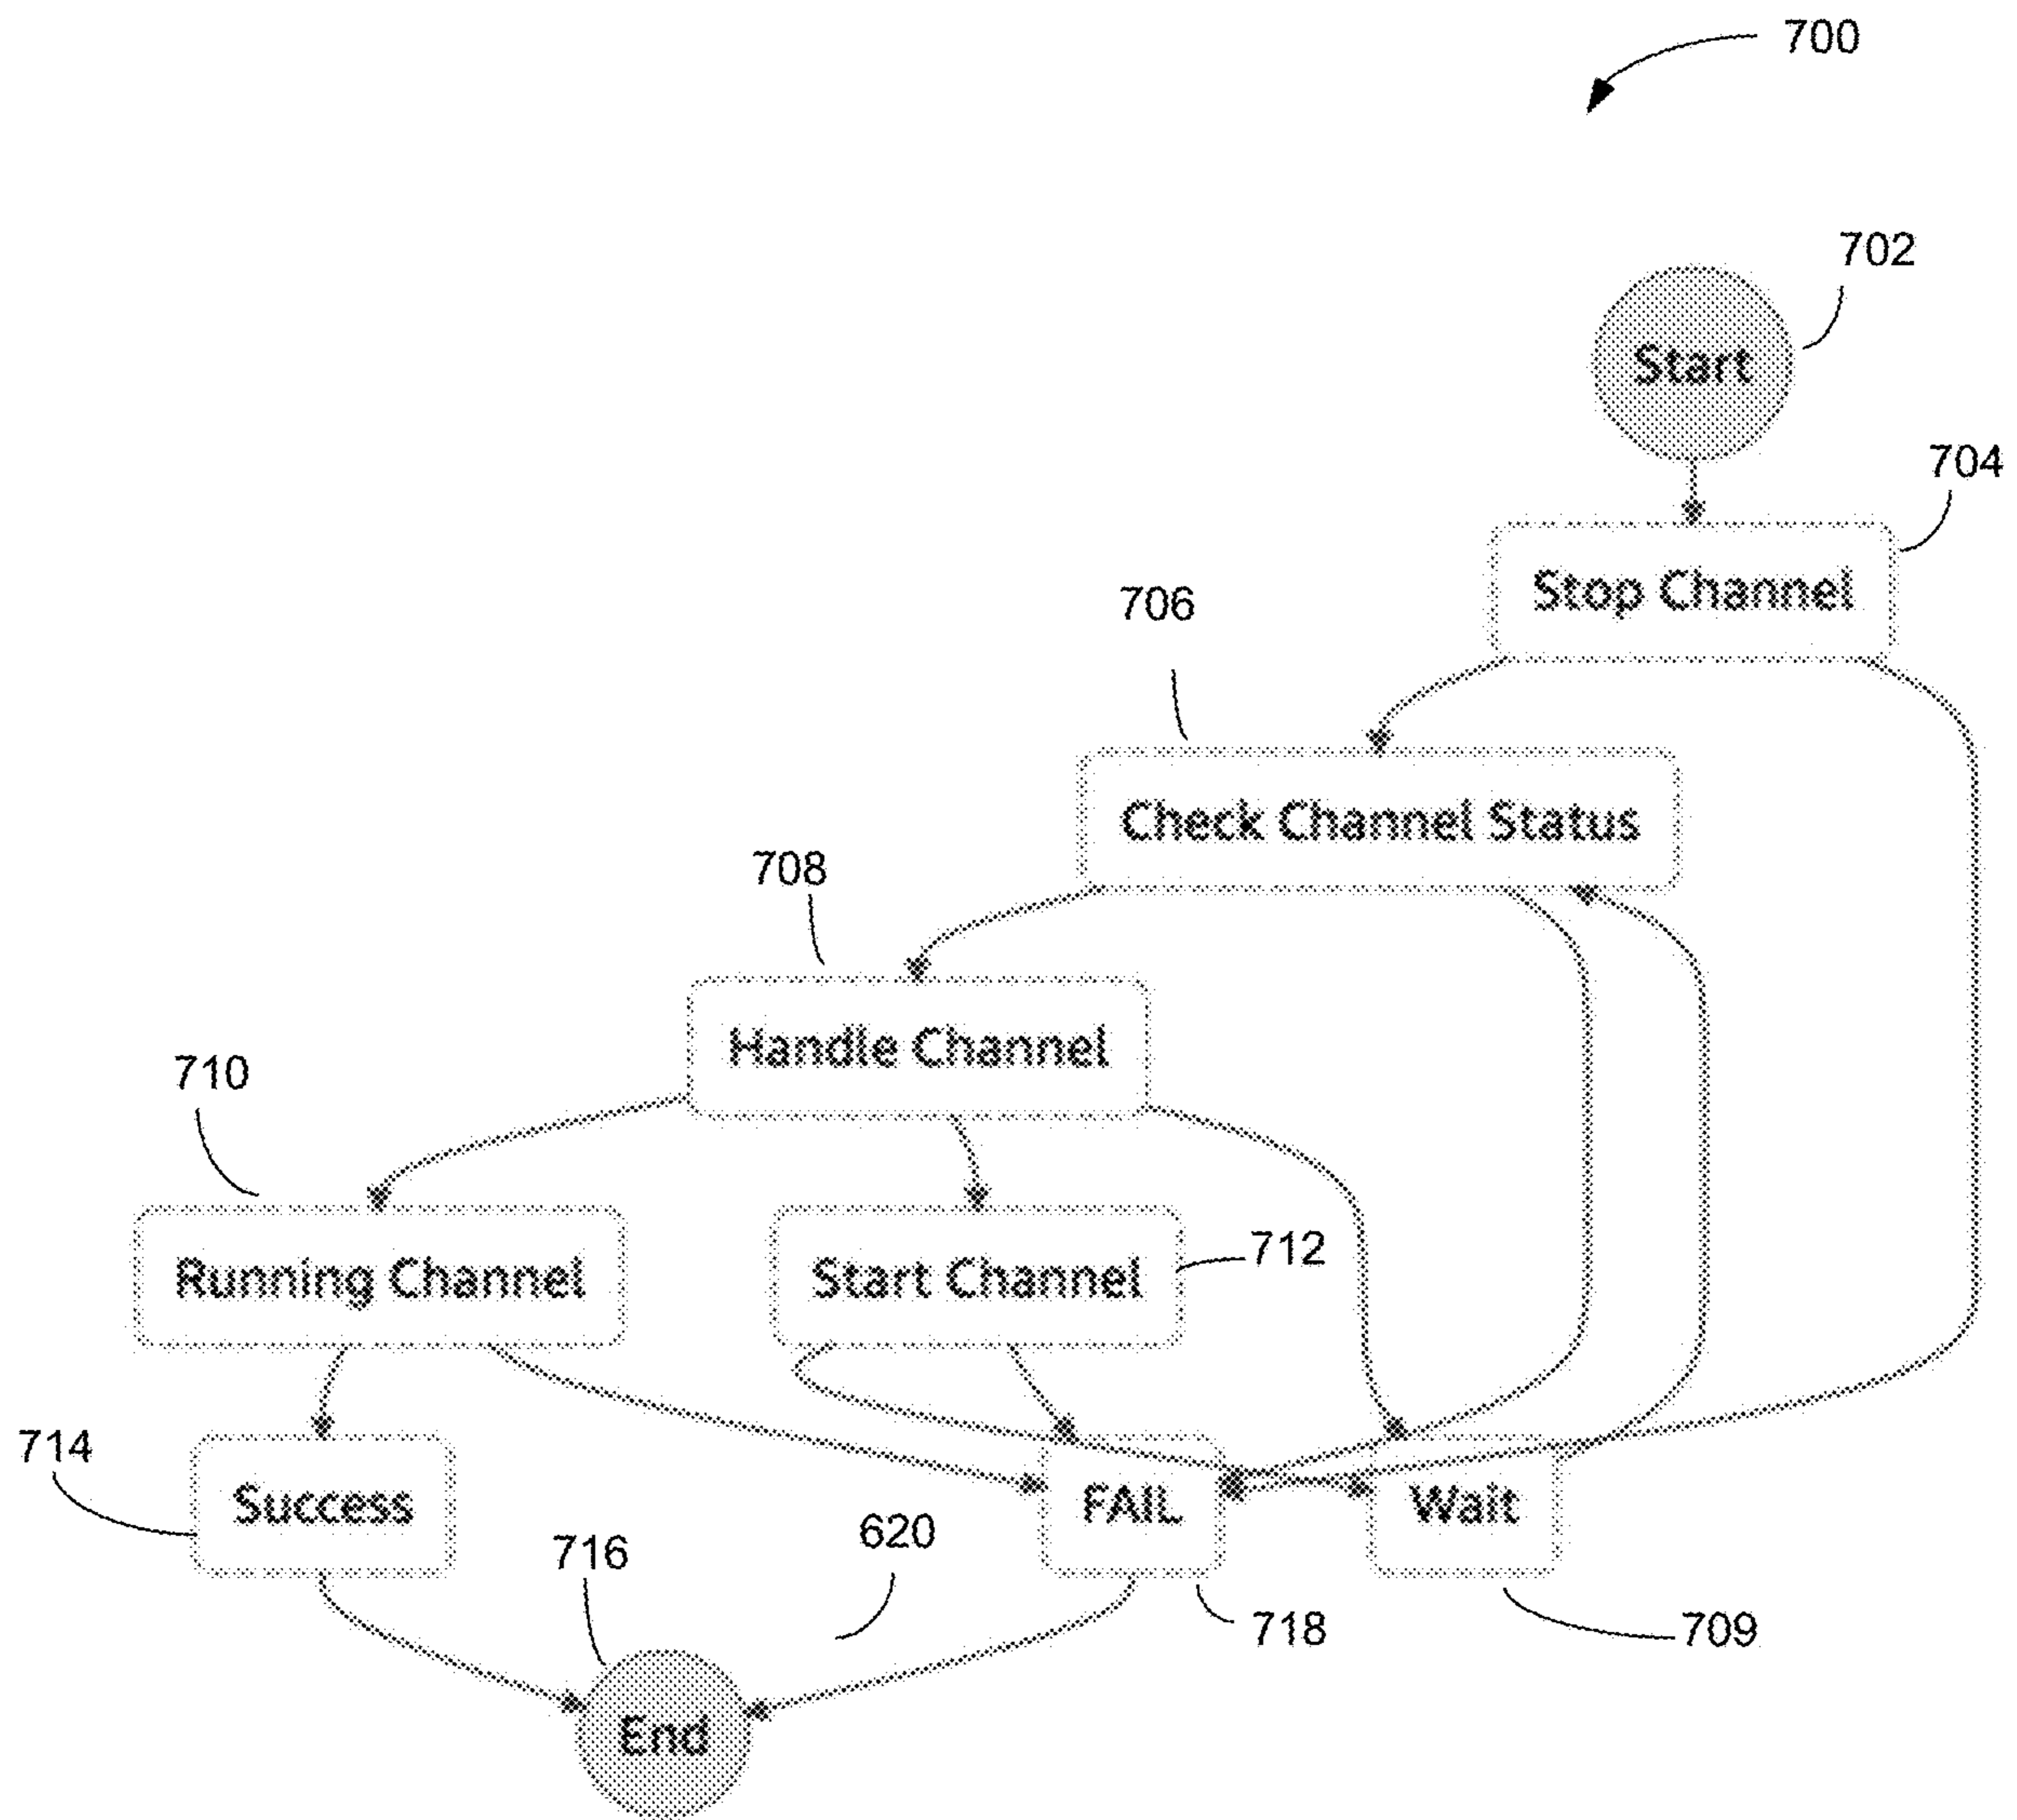 700
702
Start
704
Stop Channel
706
Check Channel Status
708
Handle Channel
710
Running Channel
Start Channel
712
714
Success
716
620
FAIL
Wait
718
709
End